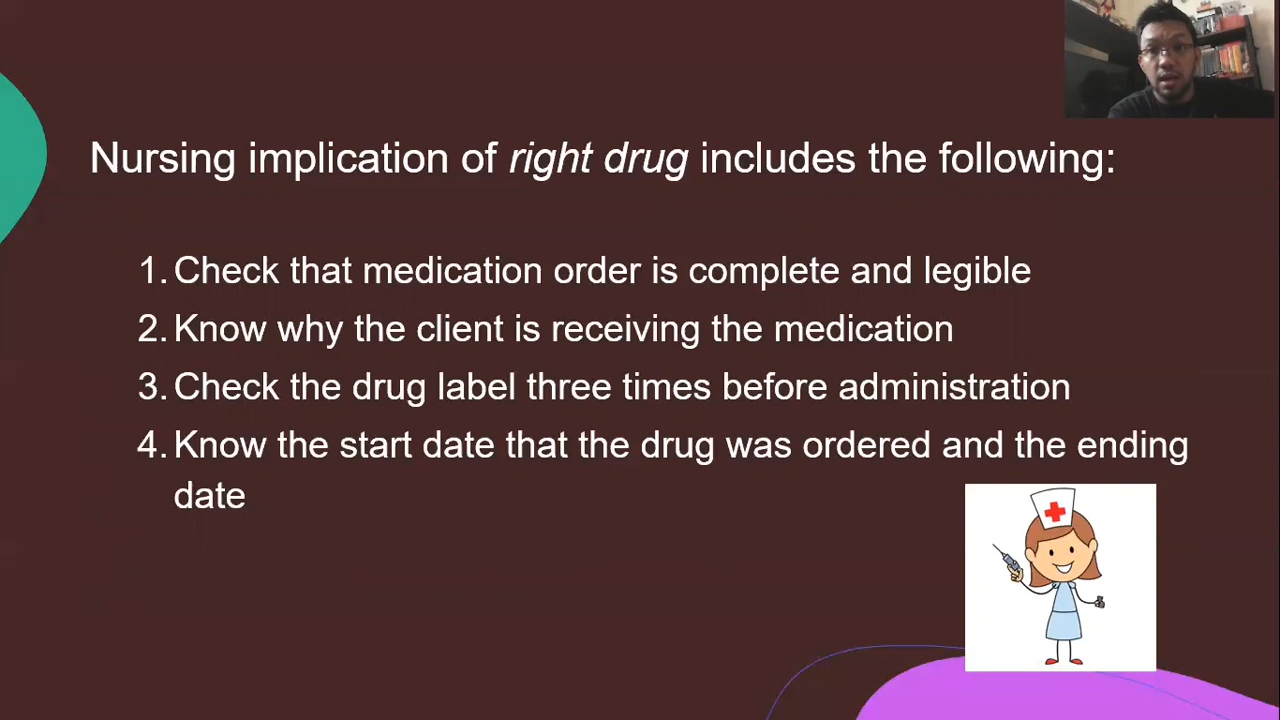 Nursing implication of right drug includes the following:
1. Check that medication order is complete and legible
2. Know why the client is receiving the medication
3. Check the drug label three times before administration
4. Know the start date that the drug was ordered and the ending
date